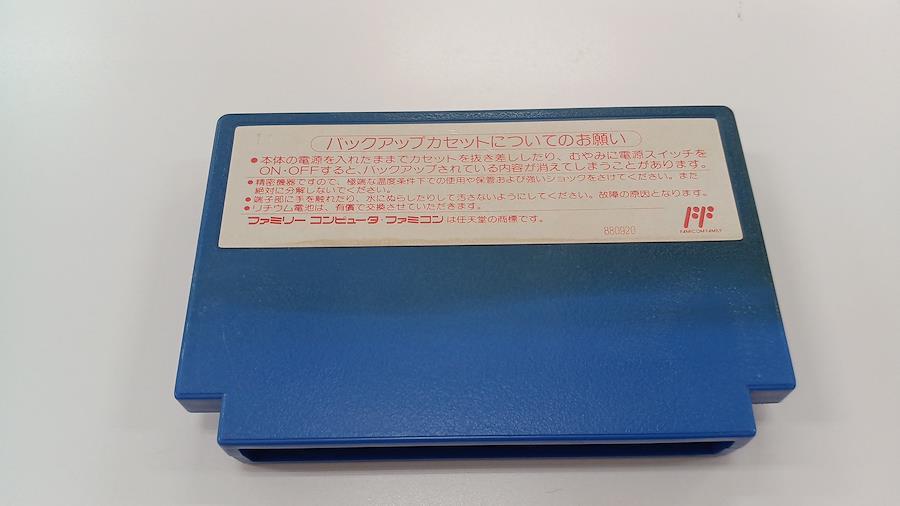 バックアップカセットについてのお願い
●本体の電源を入れたままでカセットを抜き差ししたり、むやみに電源スイッチを
ON・OFFすると、バックアップされている内容が消えてしまうことがあります。
●精密機器ですので、極端な温度条件下での使用や保管および強いショックをさけてください。また
絶対に分解しないでください。
●端子部に手を触れたり、水にぬらしたりして汚さないようにしてください。故障の原因となります。
●リチウム電池は、有償で交換させていただきます。
ファミリー コンピュータ・ファミコンは任天堂の商標です。
880920
FF
FAMICOM FAMILY